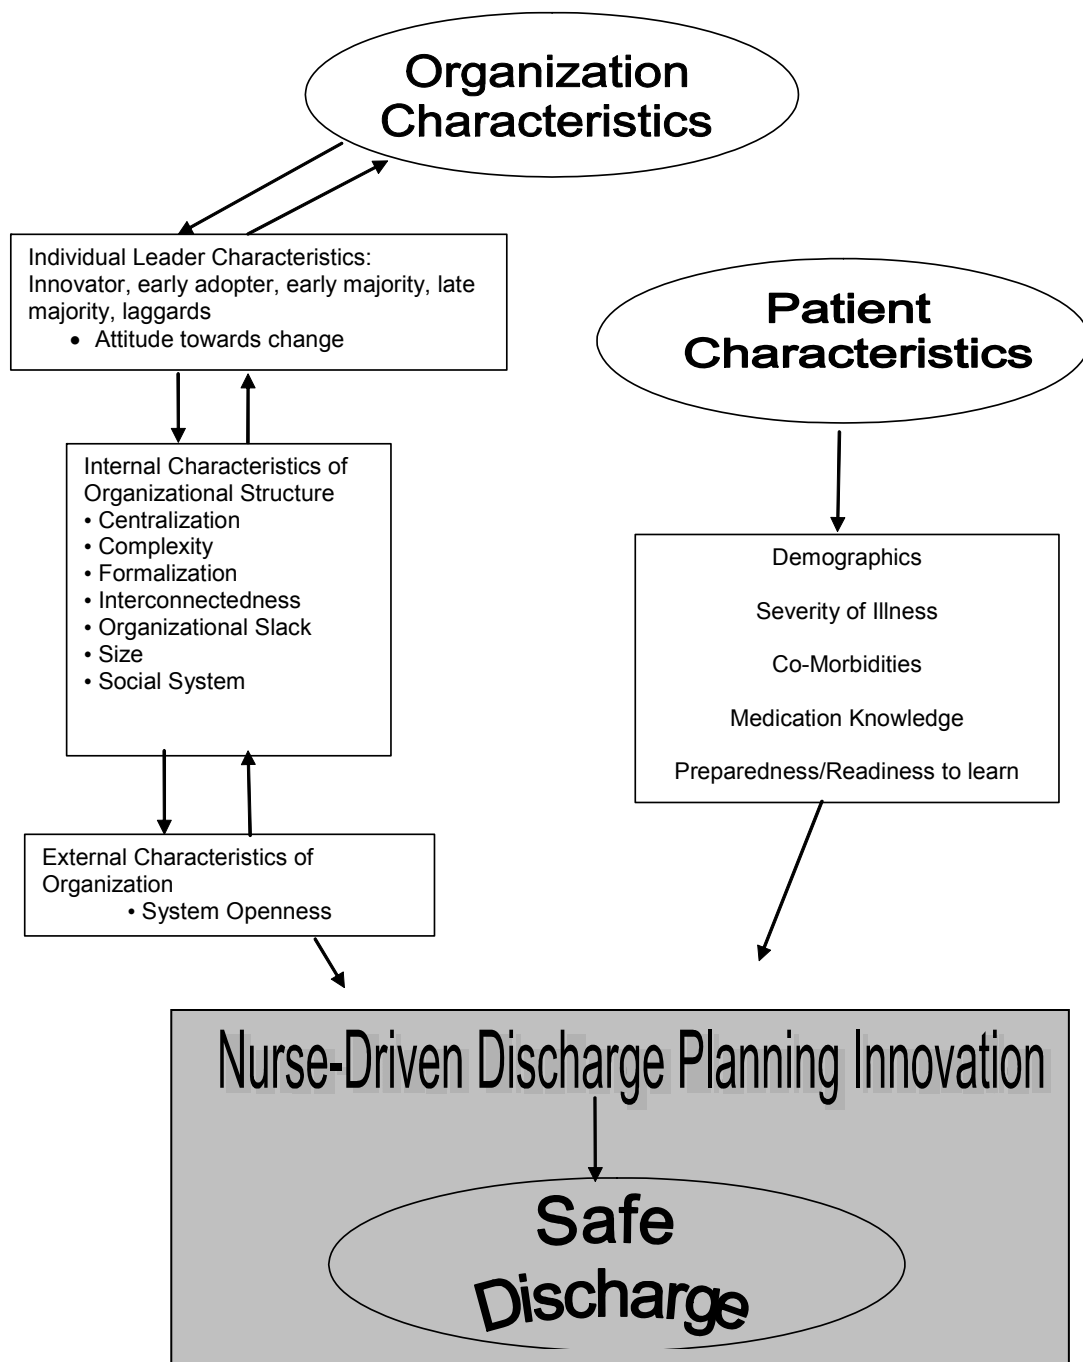 Organization
Characteristics
Individual Leader Characteristics:
Innovator, early adopter, early majority, late
majority, laggards
• Attitude towards change
Patient
Characteristics
Internal Characteristics of
Organizational Structure
• Centralization
• Complexity
• Formalization
• Interconnectedness
• Organizational Slack
• Size
• Social System
Demographics
Severity of Illness
Co-Morbidities
Medication Knowledge
Preparedness/Readiness to learn
External Characteristics of
Organization
• System Openness
Nurse-Driven Discharge Planning Innovation
Safe
Discharge